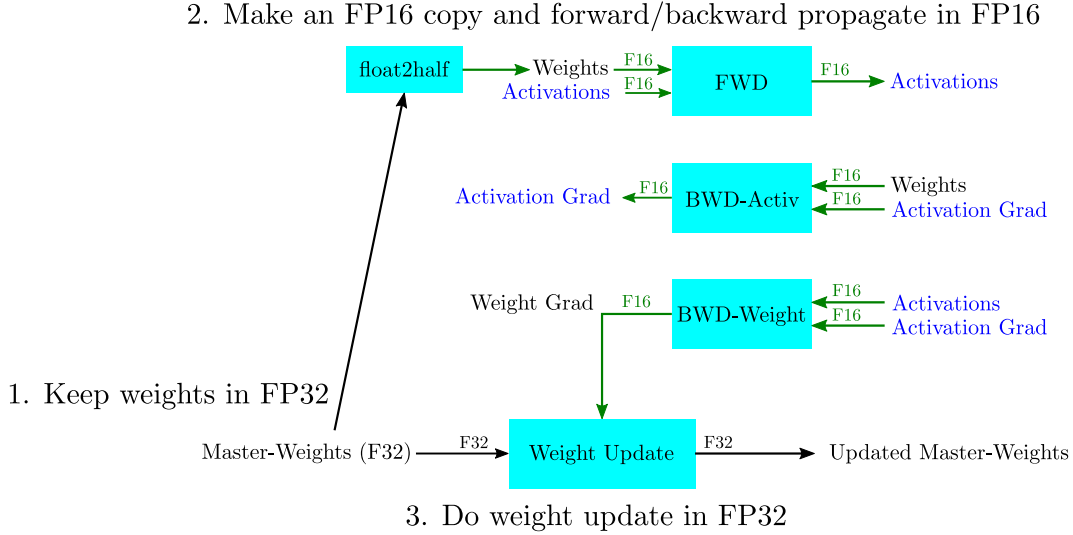 2. Make an FP16 copy and forward/backward propagate in FP16
float2half
Weights
F16
Activations
F16
FWD
F16
Activations
Activation Grad
F16
BWD-Activ
F16
Weights
F16
Activation Grad
Weight Grad
F16
BWD-Weight
F16
Activations
F16
Activation Grad
1. Keep weights in FP32
Master-Weights (F32)
F32
Weight Update
F32
Updated Master-Weights
3. Do weight update in FP32